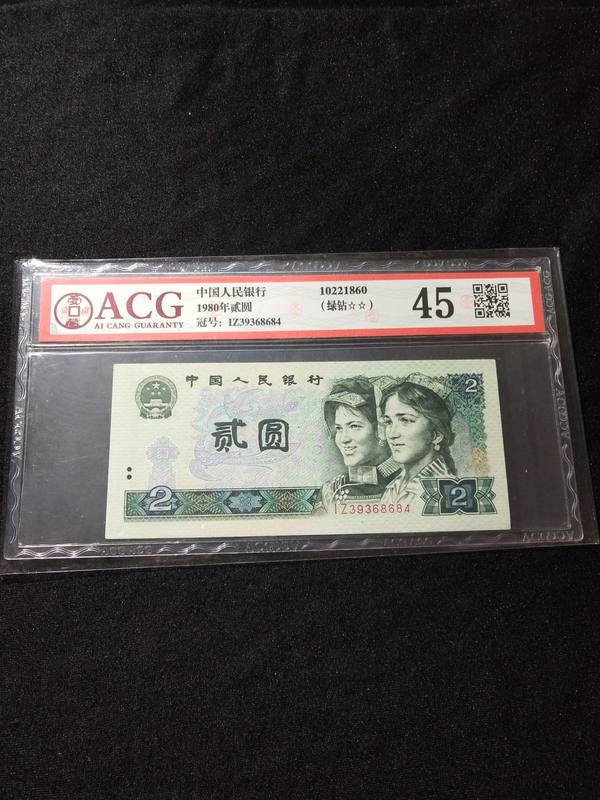 ACG
AI CANG GUARANTY
中国人民银行
1980年贰圆
冠号: IZ39368684
10221860
(绿钻☆☆)
45
中国人民银行
贰圆
2
2
IZ39368684
2